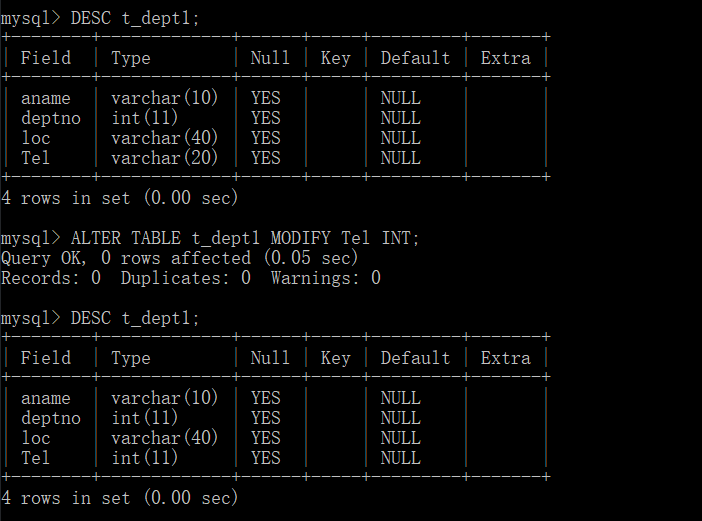 mysql> DESC t_dept1;
+--------+-------------+------+-----+---------+-------+
| Field  | Type        | Null | Key | Default | Extra |
+--------+-------------+------+-----+---------+-------+
| aname  | varchar(10) | YES  |     | NULL    |       |
| deptno | int(11)     | YES  |     | NULL    |       |
| loc    | varchar(40) | YES  |     | NULL    |       |
| Tel    | varchar(20) | YES  |     | NULL    |       |
+--------+-------------+------+-----+---------+-------+
4 rows in set (0.00 sec)
mysql> ALTER TABLE t_dept1 MODIFY Tel INT;
Query OK, 0 rows affected (0.05 sec)
Records: 0  Duplicates: 0  Warnings: 0
mysql> DESC t_dept1;
+--------+-------------+------+-----+---------+-------+
| Field  | Type        | Null | Key | Default | Extra |
+--------+-------------+------+-----+---------+-------+
| aname  | varchar(10) | YES  |     | NULL    |       |
| deptno | int(11)     | YES  |     | NULL    |       |
| loc    | varchar(40) | YES  |     | NULL    |       |
| Tel    | int(11)     | YES  |     | NULL    |       |
+--------+-------------+------+-----+---------+-------+
4 rows in set (0.00 sec)